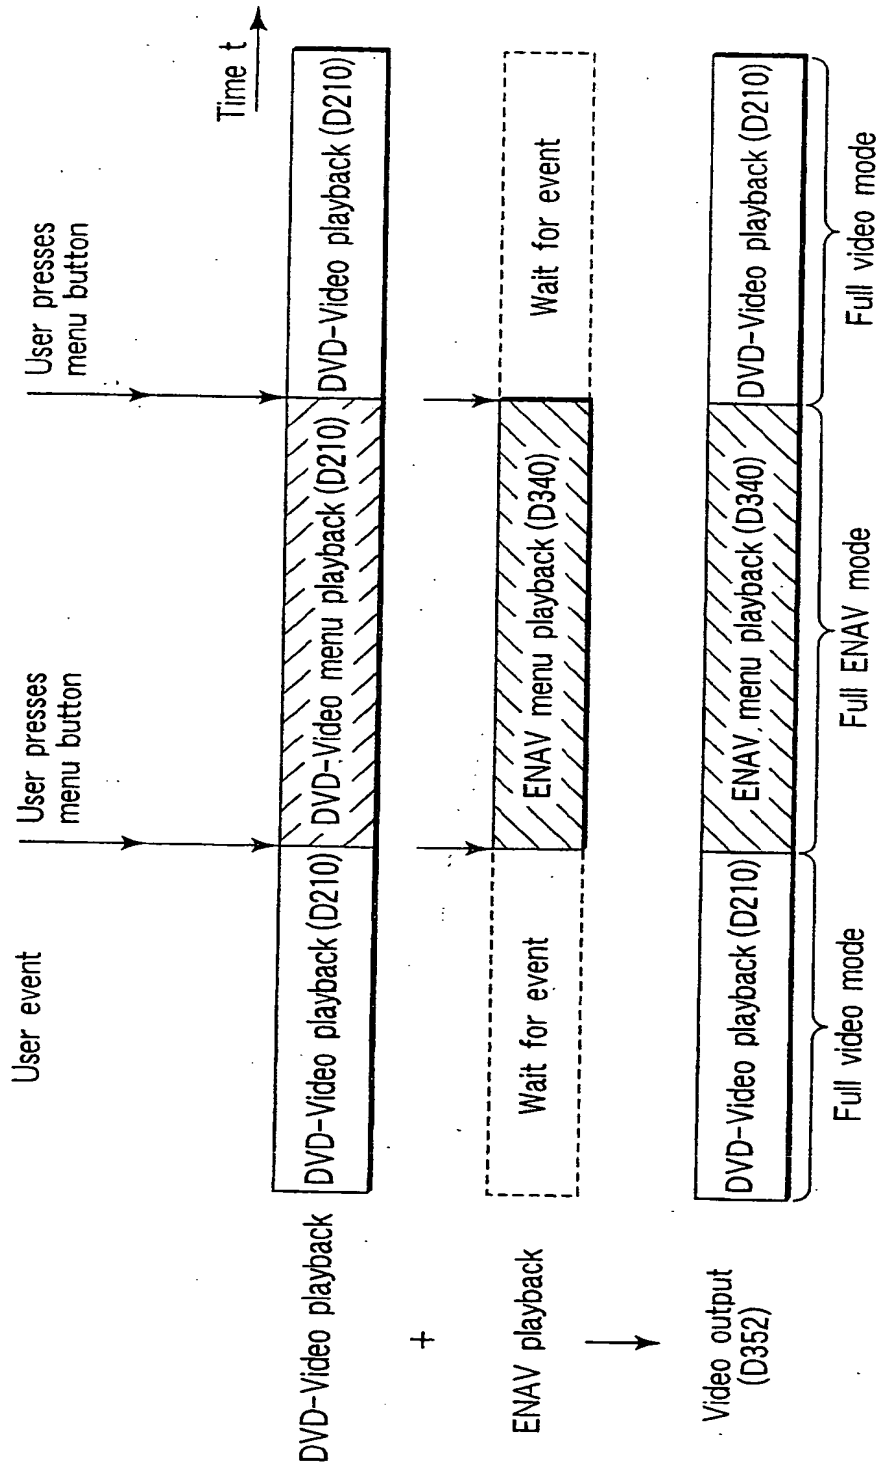 Time t
User event
User presses
menu button
User presses
menu button
DVD-Video playback
DVD-Video playback (D210)
DVD-Video menu playback (D210)
DVD-Video playback (D210)
+
ENAV playback
Wait for event
ENAV menu playback (D340)
Wait for event
Video output
(D352)
DVD-Video playback (D210)
ENAV menu playback (D340)
DVD-Video playback (D210)
Full video mode
Full ENAV mode
Full video mode